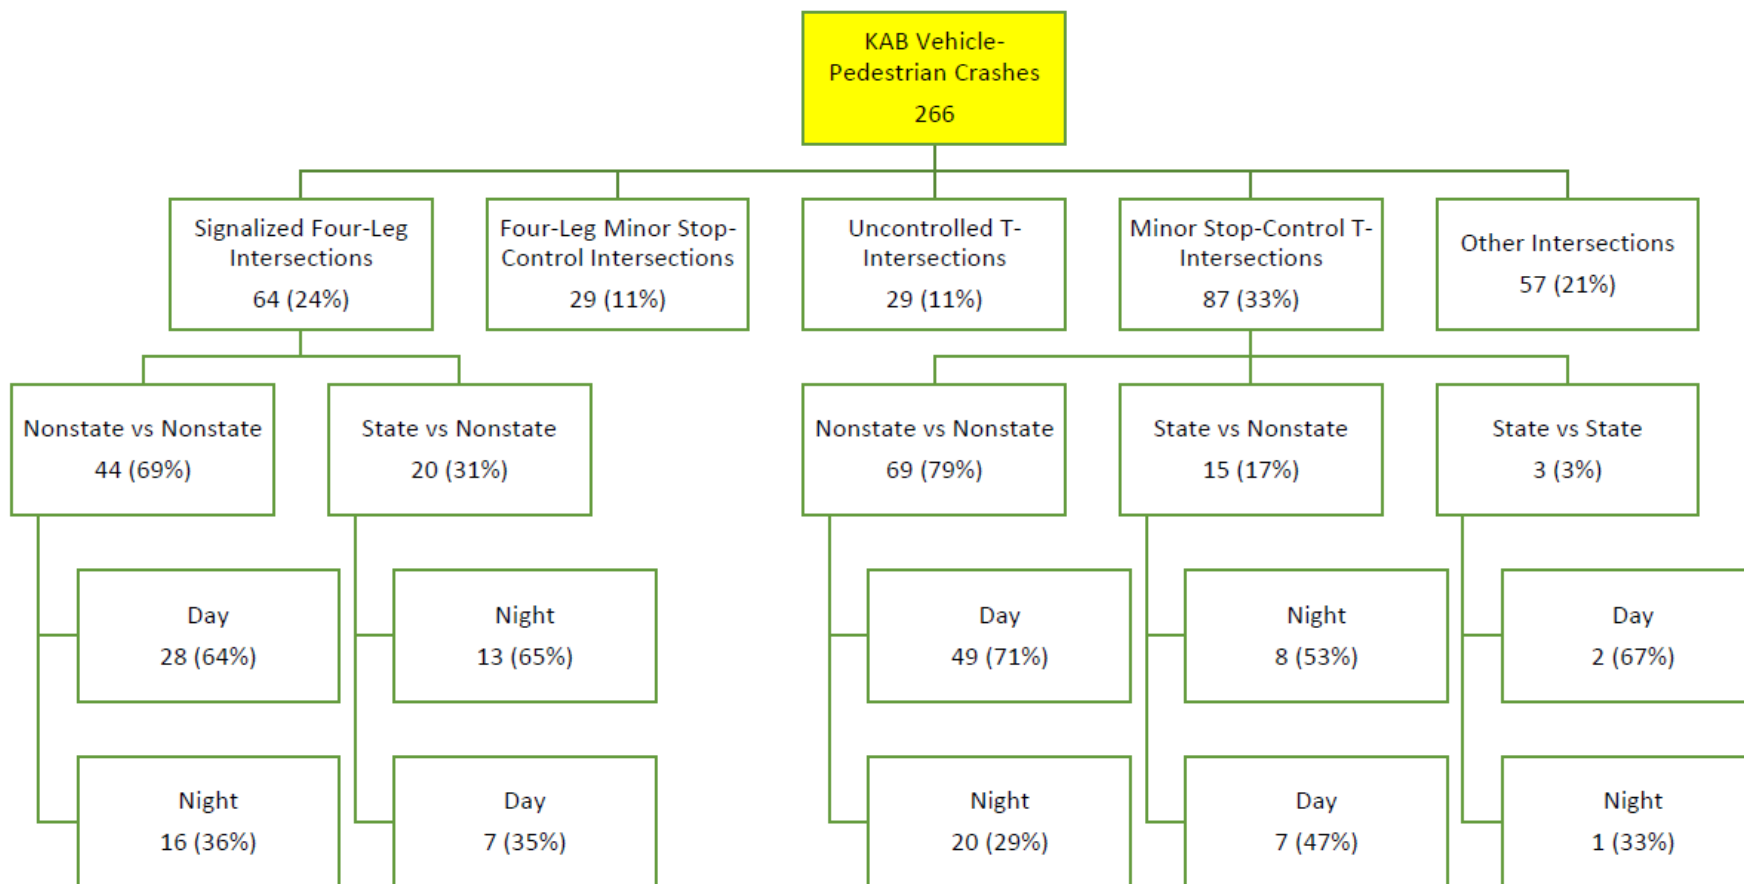 KAB Vehicle-
Pedestrian Crashes
266
Signalized Four-Leg
Intersections
64 (24%)
Four-Leg Minor Stop-
Control Intersections
29 (11%)
Uncontrolled T-
Intersections
29 (11%)
Minor Stop-Control T-
Intersections
87 (33%)
Other Intersections
57 (21%)
Nonstate vs Nonstate
44 (69%)
State vs Nonstate
20 (31%)
Nonstate vs Nonstate
69 (79%)
State vs Nonstate
15 (17%)
State vs State
3 (3%)
Day
28 (64%)
Night
13 (65%)
Day
49 (71%)
Night
8 (53%)
Day
2 (67%)
Night
16 (36%)
Day
7 (35%)
Night
20 (29%)
Day
7 (47%)
Night
1 (33%)